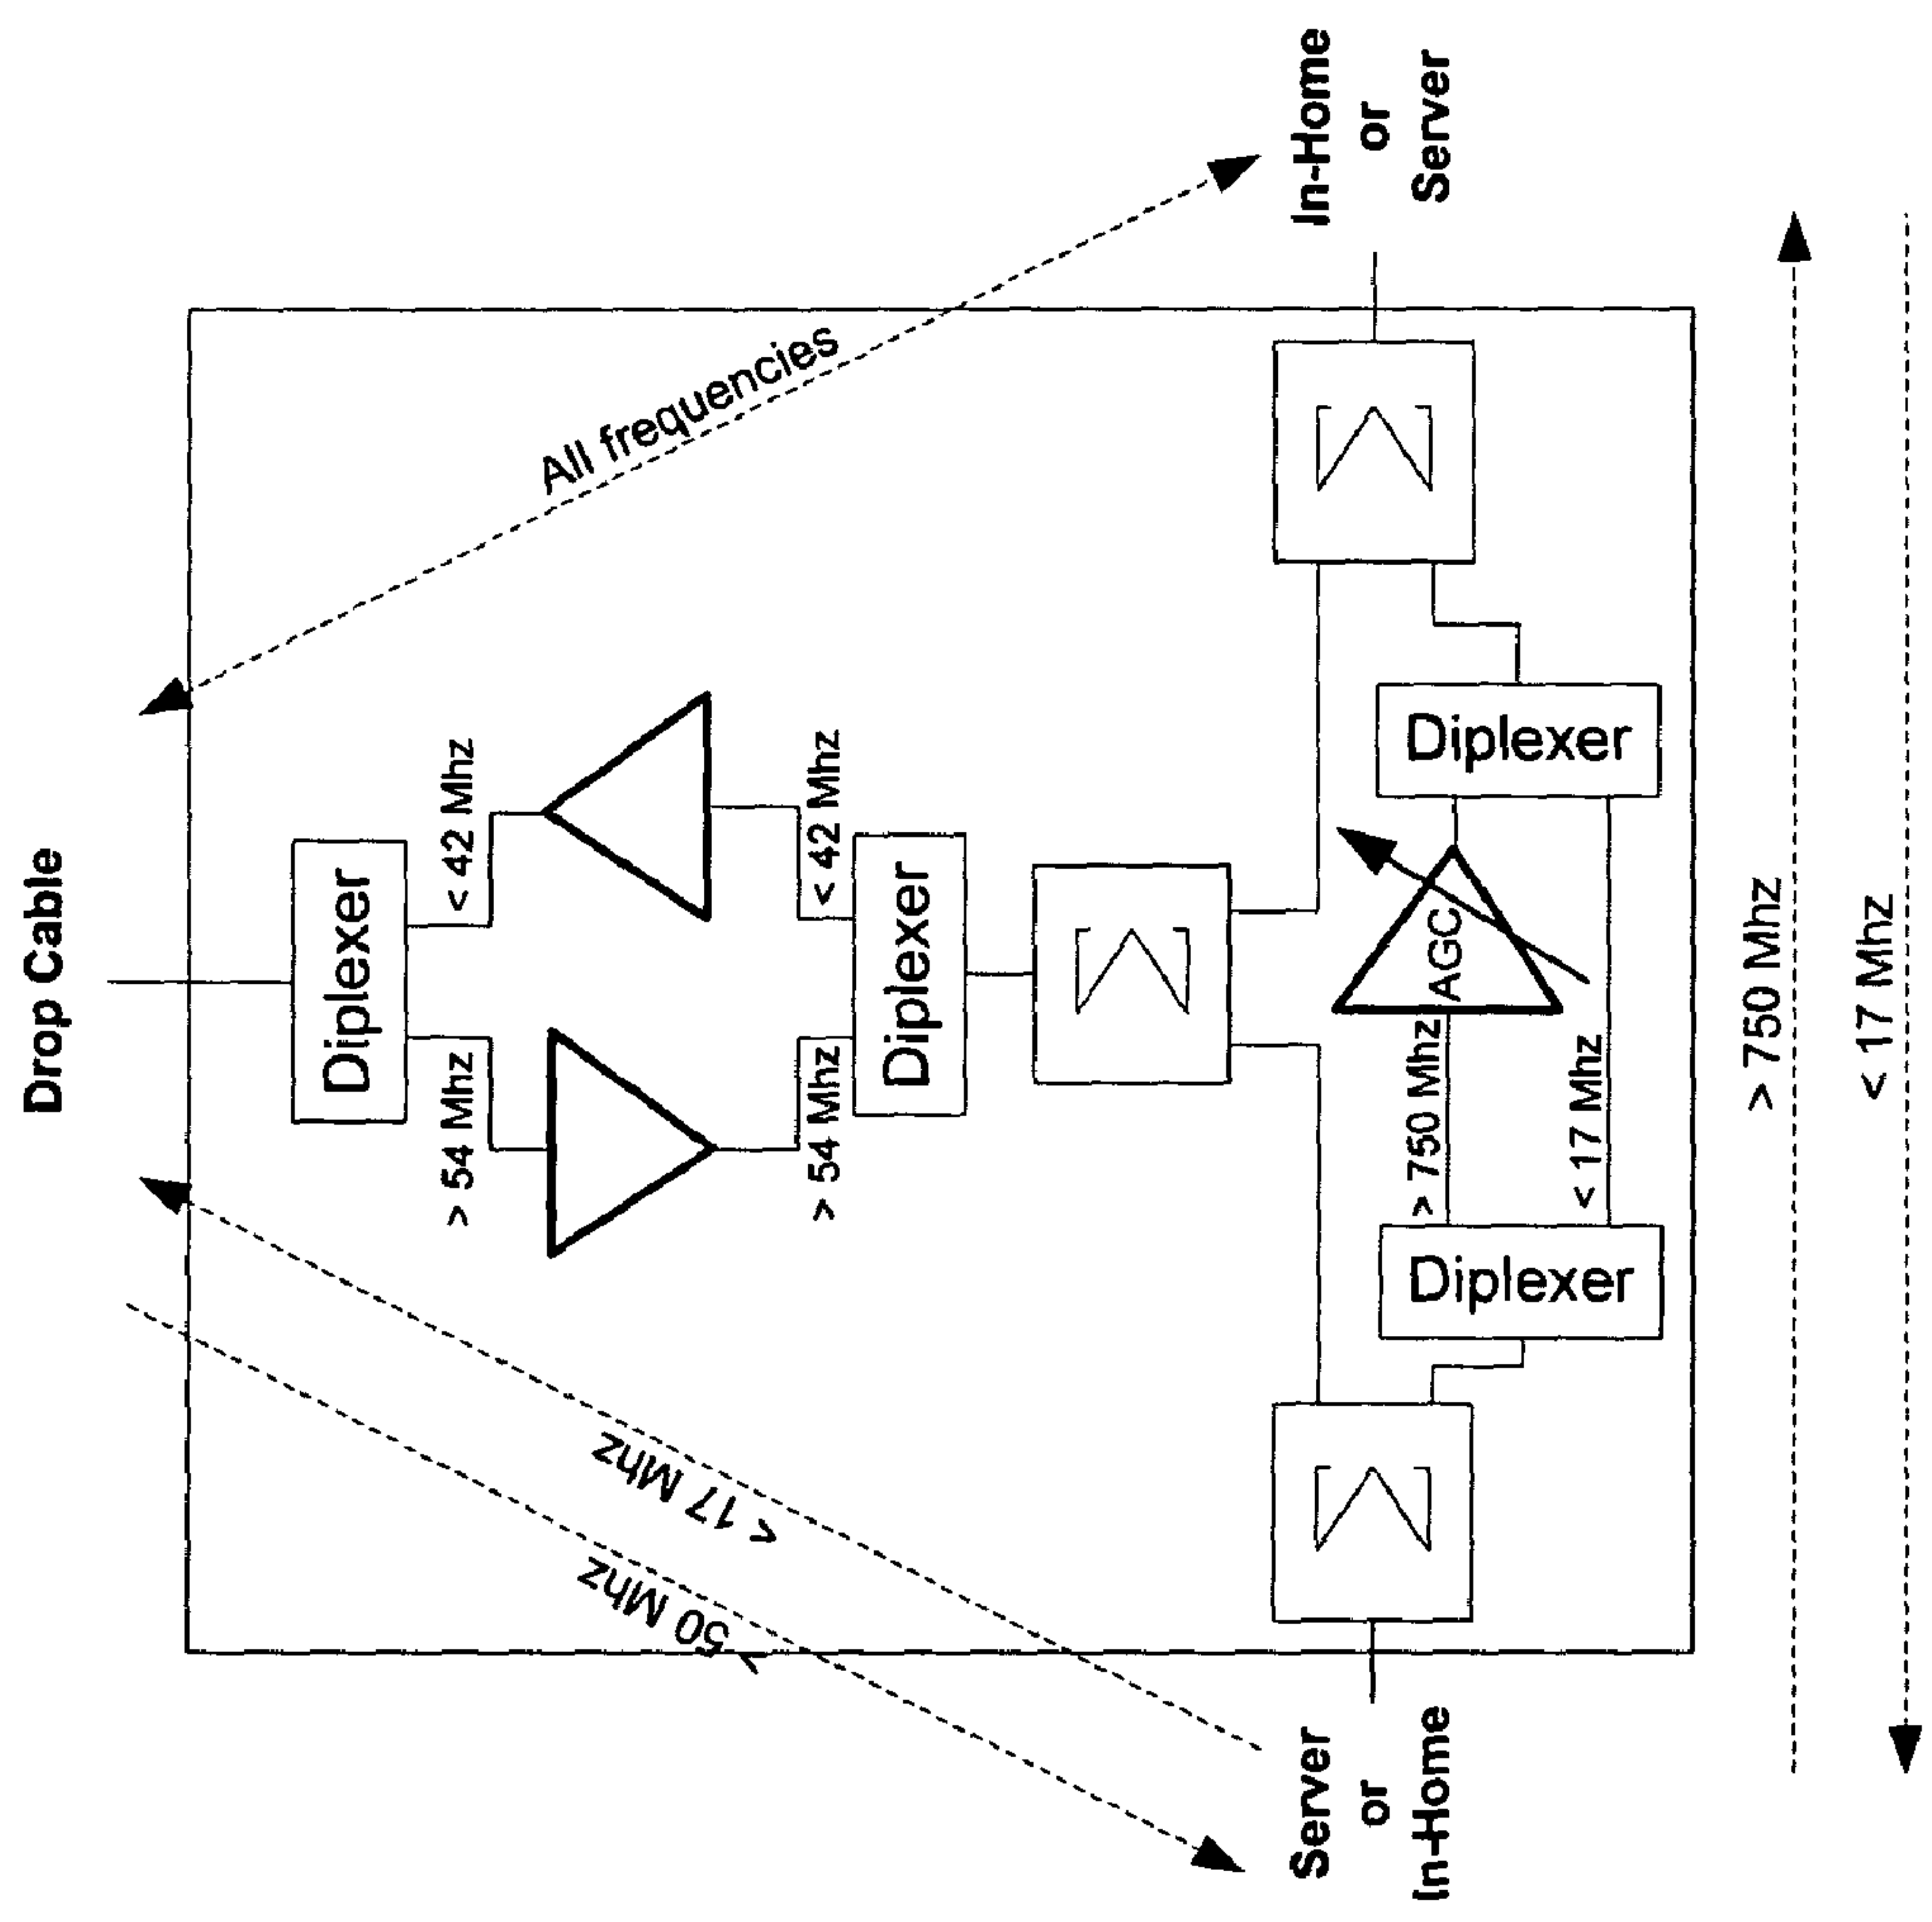 Drop Cable
Diplexer
> 54 Mhz
< 42 Mhz
All frequencies
< 17 Mhz
50 Mhz
> 54 Mhz
< 42 Mhz
Diplexer
Σ
Server
or
In-Home
Σ
Σ
In-Home
or
Server
Diplexer
> 750 Mhz
AGC
< 17 Mhz
Diplexer
> 750 Mhz
< 17 Mhz